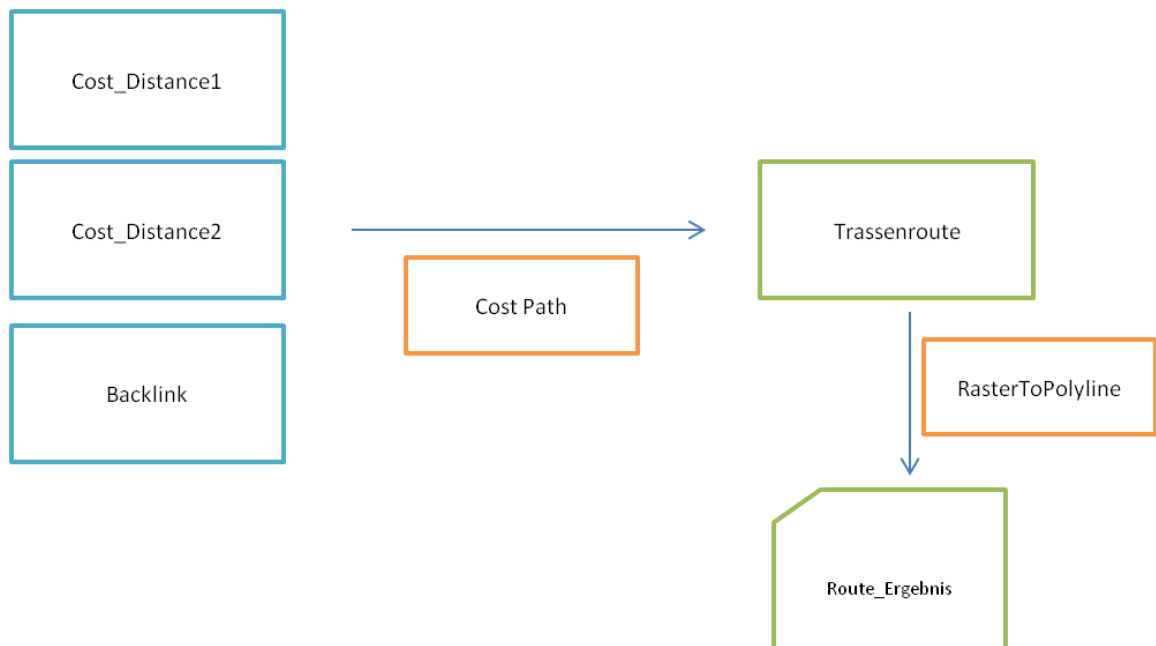 Cost_Distance1
Cost_Distance2
Trassenroute
Cost Path
Backlink
RasterToPolyline
Route_Ergebnis